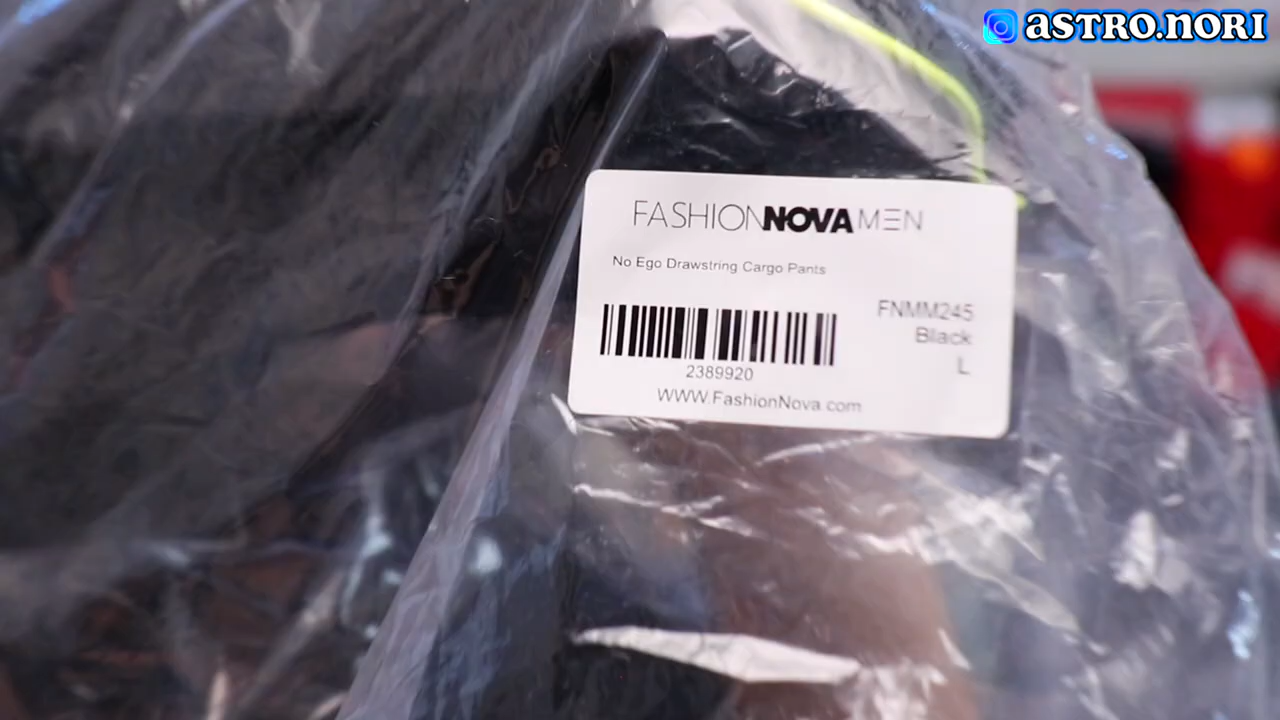 astro.nori
FASHIONNOVAMEN
No Ego Drawstring Cargo Pants
FNMM245
Black
L
2389920
WWW.FashionNova.com